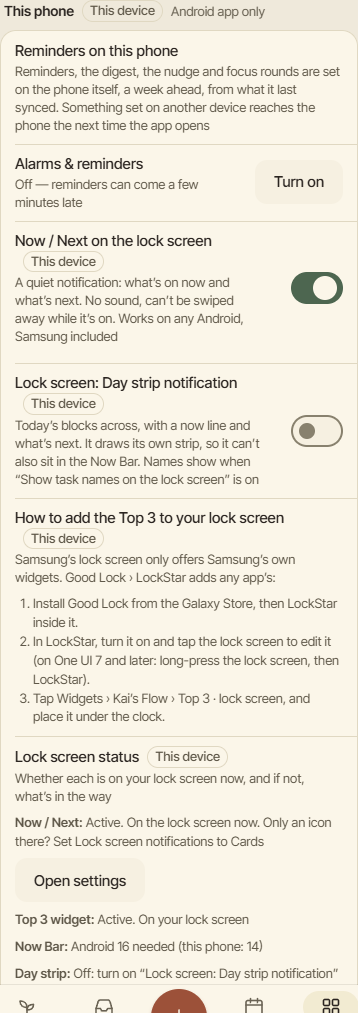 This phone This device Android app only
Reminders on this phone
Reminders, the digest, the nudge and focus rounds are set
on the phone itself, a week ahead, from what it last
synced. Something set on another device reaches the
phone the next time the app opens
Alarms & reminders
Off — reminders can come a few
minutes late
Turn on
Now / Next on the lock screen
This device
A quiet notification: what's on now and
what's next. No sound, can't be swiped
away while it's on. Works on any Android,
Samsung included
Lock screen: Day strip notification
This device
Today's blocks across, with a now line and
what's next. It draws its own strip, so it can't
also sit in the Now Bar. Names show when
“Show task names on the lock screen” is on
How to add the Top 3 to your lock screen
This device
Samsung's lock screen only offers Samsung's own
widgets. Good Lock › LockStar adds any app's:
1. Install Good Lock from the Galaxy Store, then LockStar
inside it.
2. In LockStar, turn it on and tap the lock screen to edit it
(on One UI 7 and later: long-press the lock screen, then
LockStar).
3. Tap Widgets › Kai's Flow › Top 3 · lock screen, and
place it under the clock.
Lock screen status This device
Whether each is on your lock screen now, and if not,
what's in the way
Now / Next: Active. On the lock screen now. Only an icon
there? Set Lock screen notifications to Cards
Open settings
Top 3 widget: Active. On your lock screen
Now Bar: Android 16 needed (this phone: 14)
Day strip: Off: turn on “Lock screen: Day strip notification”